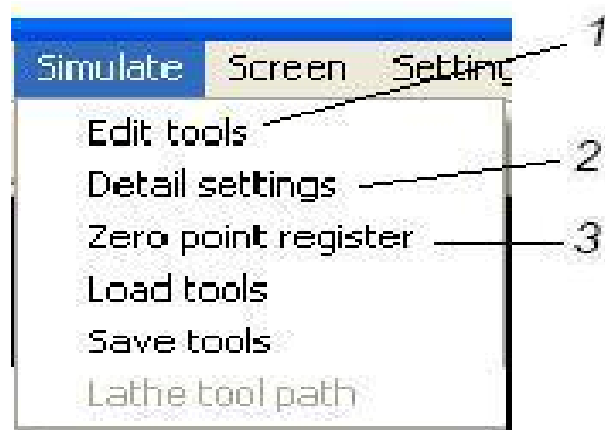 Simulate Screen Setting
Edit tools 1
Detail settings 2
Zero point register 3
Load tools
Save tools
Lathe tool path